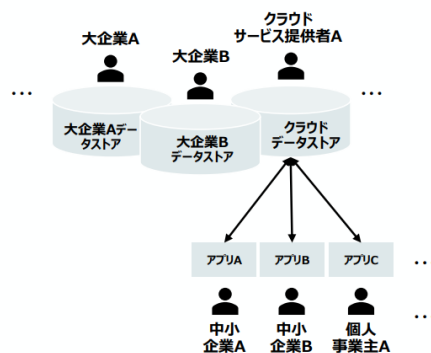 大企業A
大企業B
クラウド
サービス提供者A
…
…
大企業Aデー
タストア
大企業B
データストア
クラウド
データストア
アプリA
アプリB
アプリC
‥
中小
企業A
中小
企業B
個人
事業主A
‥